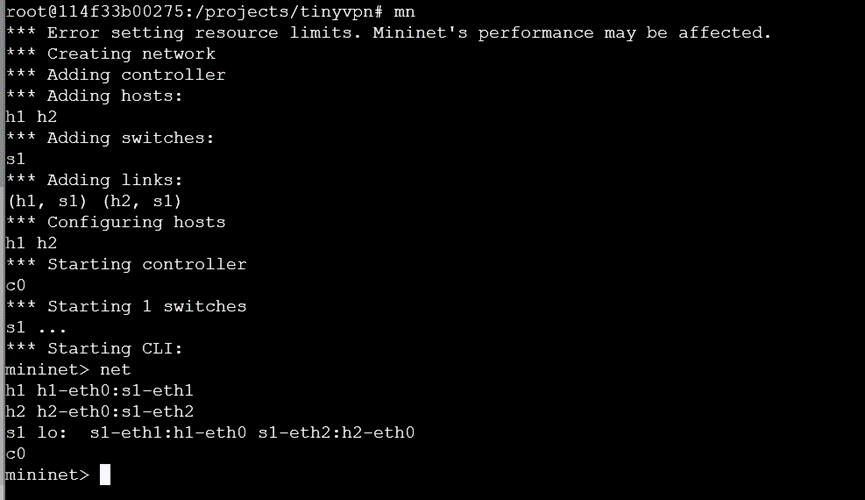 root@114f33b00275:/projects/tinyvpn# mn
*** Error setting resource limits. Mininet's performance may be affected.
*** Creating network
*** Adding controller
*** Adding hosts:
h1 h2
*** Adding switches:
s1
*** Adding links:
(h1, s1) (h2, s1)
*** Configuring hosts
h1 h2
*** Starting controller
c0
*** Starting 1 switches
s1 ...
*** Starting CLI:
mininet> net
h1 h1-eth0:s1-eth1
h2 h2-eth0:s1-eth2
s1 lo:  s1-eth1:h1-eth0 s1-eth2:h2-eth0
c0
mininet>